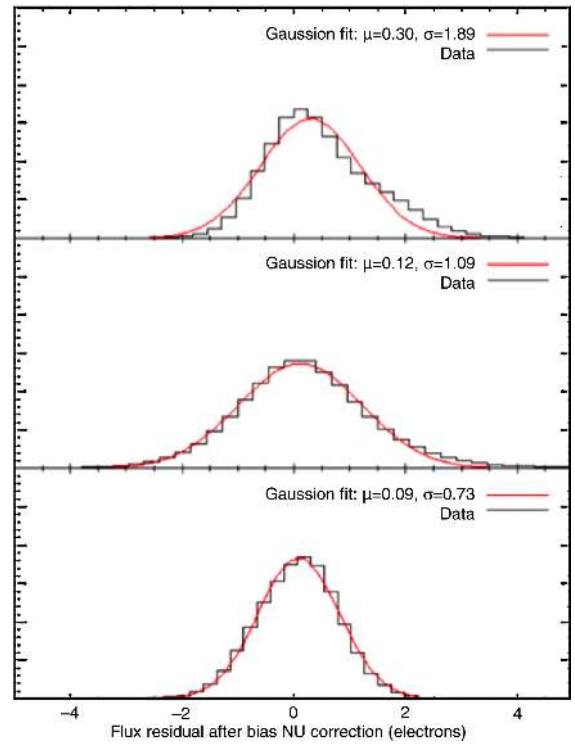 Gaussion fit: μ=0.30, σ=1.89
Data
Gaussion fit: μ=0.12, σ=1.09
Data
Gaussion fit: μ=0.09, σ=0.73
Data
−4 −2 0 2 4
Flux residual after bias NU correction (electrons)